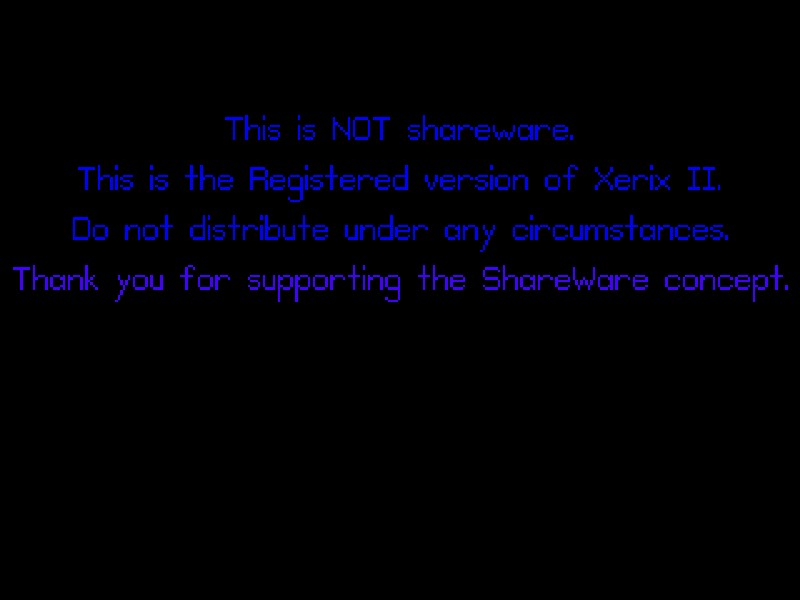 This is NOT shareware.
This is the Registered version of Xerix II.
Do not distribute under any circumstances.
Thank you for supporting the ShareWare concept.